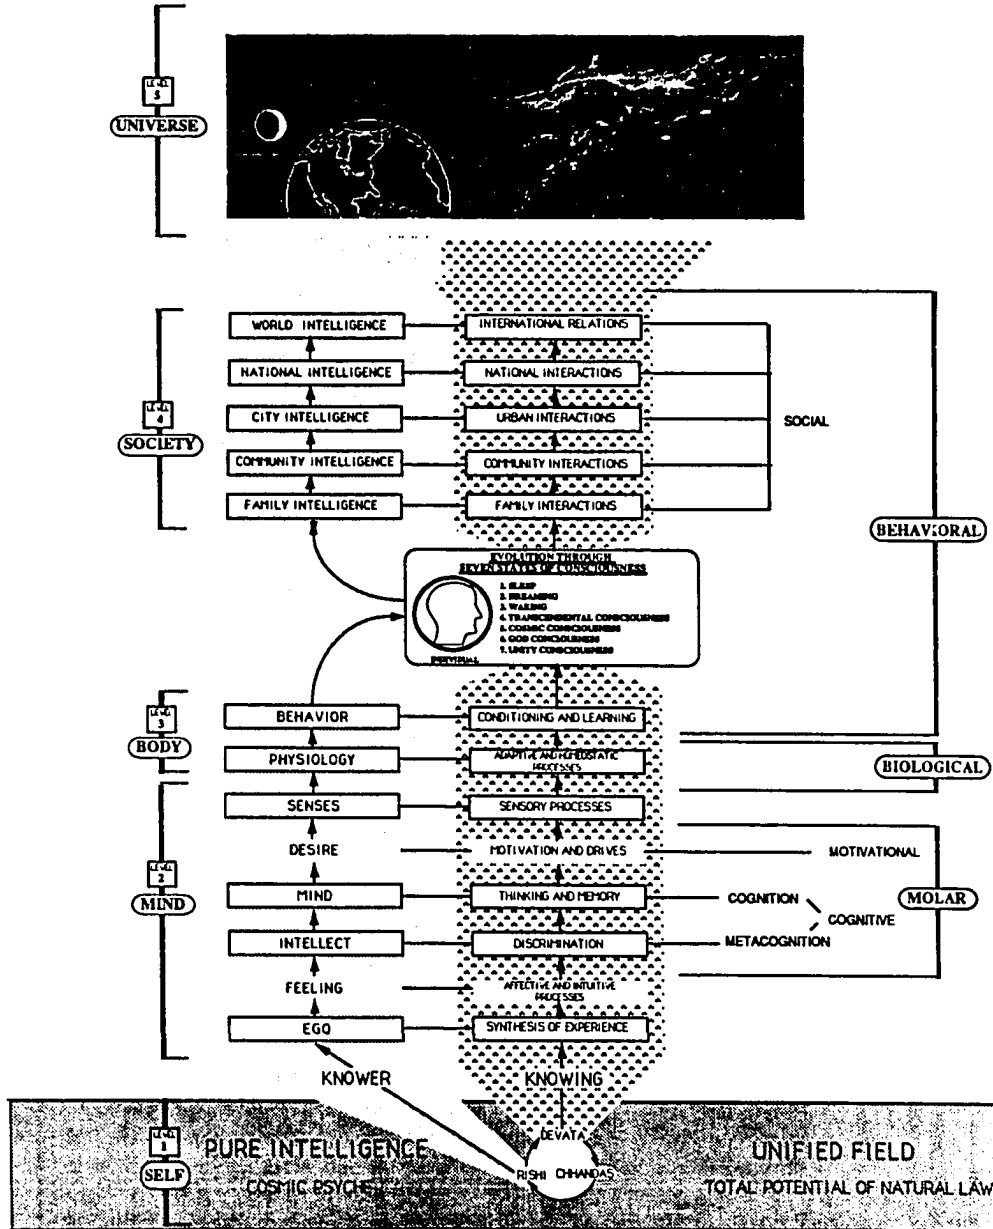 LEVEL
5
UNIVERSE
WORLD INTELLIGENCE
INTERNATIONAL RELATIONS
NATIONAL INTELLIGENCE
NATIONAL INTERACTIONS
LEVEL
4
SOCIETY
CITY INTELLIGENCE
URBAN INTERACTIONS
SOCIAL
COMMUNITY INTELLIGENCE
COMMUNITY INTERACTIONS
FAMILY INTELLIGENCE
FAMILY INTERACTIONS
BEHAVIORAL
EVOLUTION THROUGH
SEVEN STATES OF CONSCIOUSNESS
1. SLEEP
2. DREAMING
3. WAKING
4. TRANSCENDENTAL CONSCIOUSNESS
5. COSMIC CONSCIOUSNESS
6. GOD CONCIOUSNESS
7. UNITY CONCIOUSNESS
INDIVIDUAL
LEVEL
3
BODY
BEHAVIOR
CONDITIONING AND LEARNING
PHYSIOLOGY
ADAPTIVE AND HOMEOSTATIC
PROCESSES
BIOLOGICAL
SENSES
SENSORY PROCESSES
DESIRE
MOTIVATION AND DRIVES
MOTIVATIONAL
LEVEL
2
MIND
MIND
THINKING AND MEMORY
COGNITION
COGNITIVE
MOLAR
INTELLECT
DISCRIMINATION
METACOGNITION
FEELING
AFFECTIVE AND INTUITIVE
PROCESSES
EGO
SYNTHESIS OF EXPERIENCE
KNOWER
KNOWING
LEVEL
SELF
PURE INTELLIGENCE
COSMIC PSYCHE
DEVATA
RISHI CHHANDAS
UNIFIED FIELD
TOTAL POTENTIAL OF NATURAL LAW